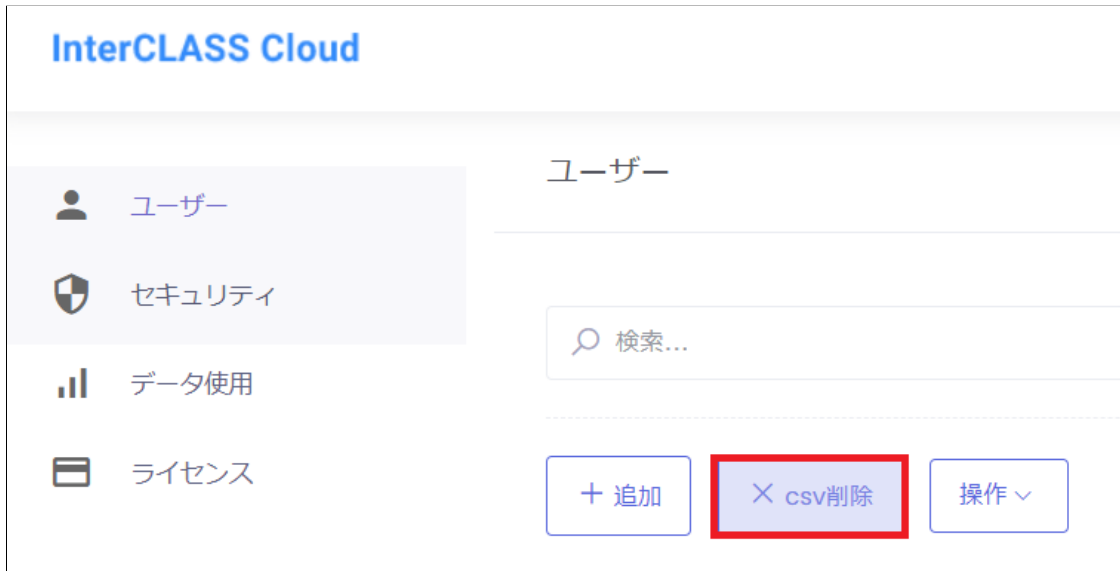 InterCLASS Cloud
ユーザー
セキュリティ
データ使用
ライセンス
ユーザー
検索...
追加
csv削除
操作